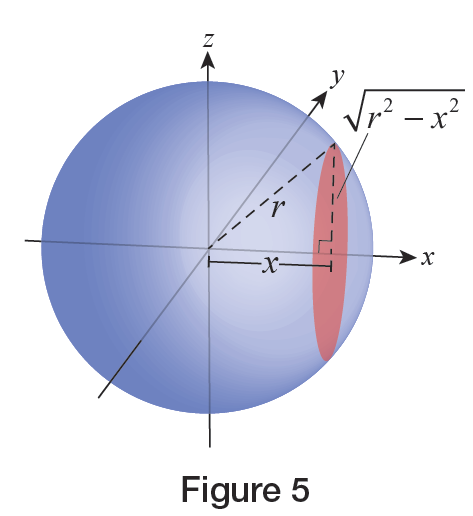 z
y
√r² − x²
r
x
x
Figure 5